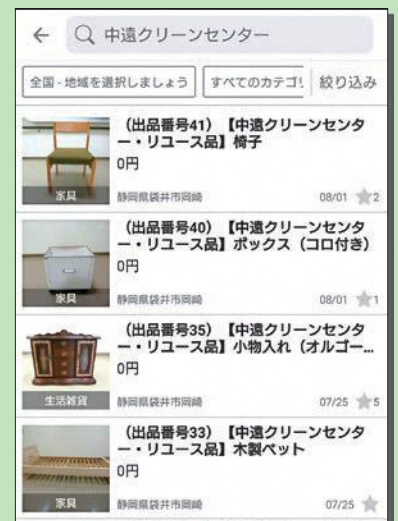 中遠クリーンセンター
全国 - 地域を選択しましょう
すべてのカテゴリ
絞り込み
（出品番号41）【中遠クリーンセンタ
ー・リユース品】椅子
0円
家具
静岡県袋井市岡崎
08/01
2
（出品番号40）【中遠クリーンセンタ
ー・リユース品】ボックス（コロ付き）
0円
家具
静岡県袋井市岡崎
08/01
1
（出品番号35）【中遠クリーンセンタ
ー・リユース品】小物入れ（オルゴー...
0円
生活雑貨
静岡県袋井市岡崎
07/25
5
（出品番号33）【中遠クリーンセンタ
ー・リユース品】木製ベット
0円
家具
静岡県袋井市岡崎
07/25